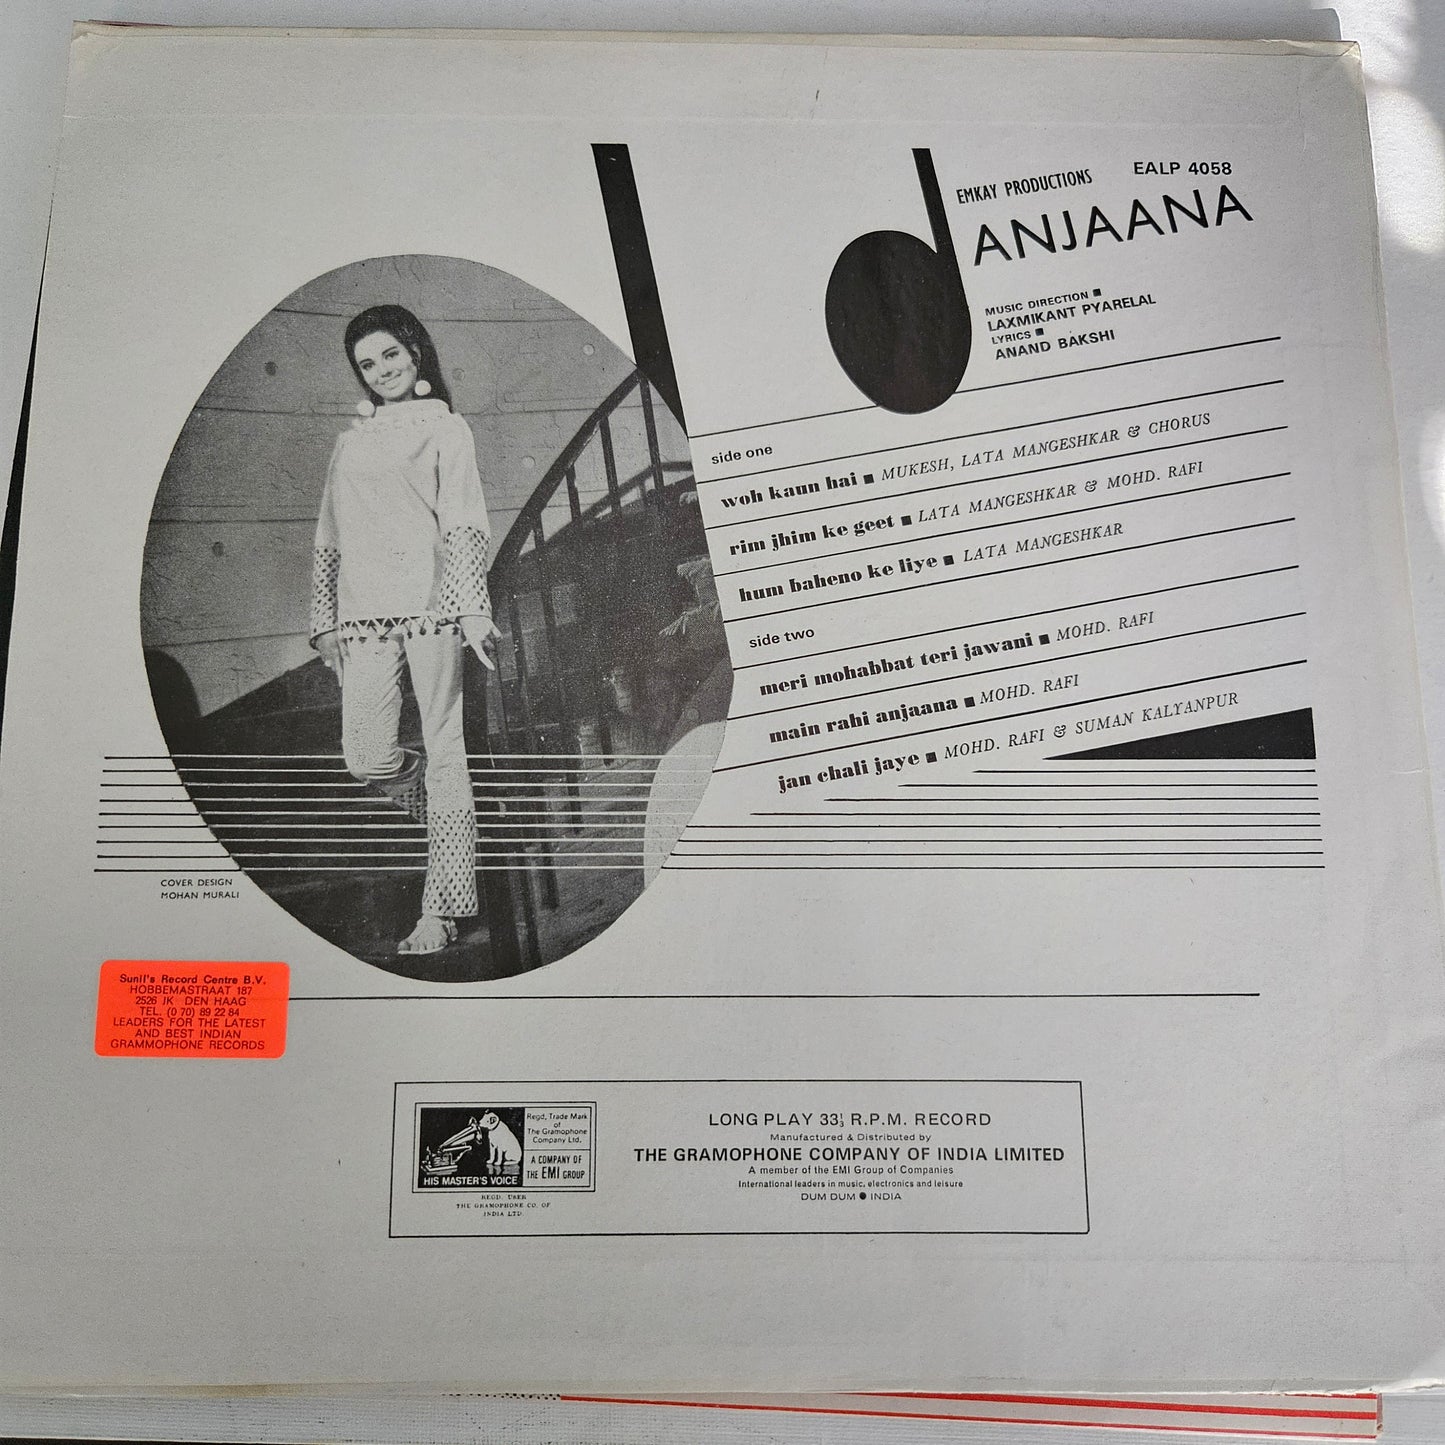 EMKAY PRODUCTIONS
EALP 4058
ANJAANA
MUSIC DIRECTION ■
LAXMIKANT PYARELAL
LYRICS ■
ANAND BAKSHI
side one
woh kaun hai ■ MUKESH, LATA MANGESHKAR & CHORUS
rim jhim ke geet ■ LATA MANGESHKAR & MOHD. RAFI
hum baheno ke liye ■ LATA MANGESHKAR
side two
meri mohabbat teri jawani ■ MOHD. RAFI
main rahi anjaana ■ MOHD. RAFI
jan chali jaye ■ MOHD. RAFI & SUMAN KALYANPUR
COVER DESIGN
MOHAN MURALI
Sunil's Record Centre B.V.
HOBBEMASTRAAT 187
2526 JK DEN HAAG
TEL. (0 70) 89 22 84
LEADERS FOR THE LATEST
AND BEST INDIAN
GRAMMOPHONE RECORDS
HIS MASTER'S VOICE
Regd. Trade Mark
of
The Gramophone
Company Ltd.
A COMPANY OF
THE EMI GROUP
REGD. USER
THE GRAMOPHONE CO. OF
INDIA LTD.
LONG PLAY 33⅓ R.P.M. RECORD
Manufactured & Distributed by
THE GRAMOPHONE COMPANY OF INDIA LIMITED
A member of the EMI Group of Companies
International leaders in music, electronics and leisure
DUM DUM ● INDIA